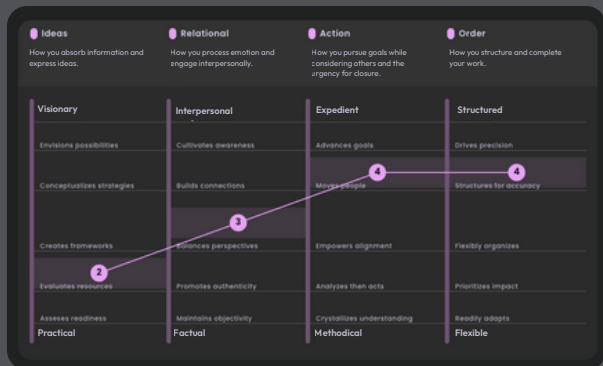 Ideas
Relational
Action
Order
How you absorb information and
express ideas.
How you process emotion and
engage interpersonally.
How you pursue goals while
considering others and the
urgency for closure.
How you structure and complete
your work.
Visionary
Interpersonal
Expedient
Structured
Envisions possibilities
Cultivates awareness
Advances goals
Drives precision
4
4
Conceptualizes strategies
Builds connections
Moves people
Structures for accuracy
3
Creates frameworks
Balances perspectives
Empowers alignment
Flexibly organizes
2
Evaluates resources
Promotes authenticity
Analyzes then acts
Prioritizes impact
Asseses readiness
Maintains objectivity
Crystallizes understanding
Readily adapts
Practical
Factual
Methodical
Flexible